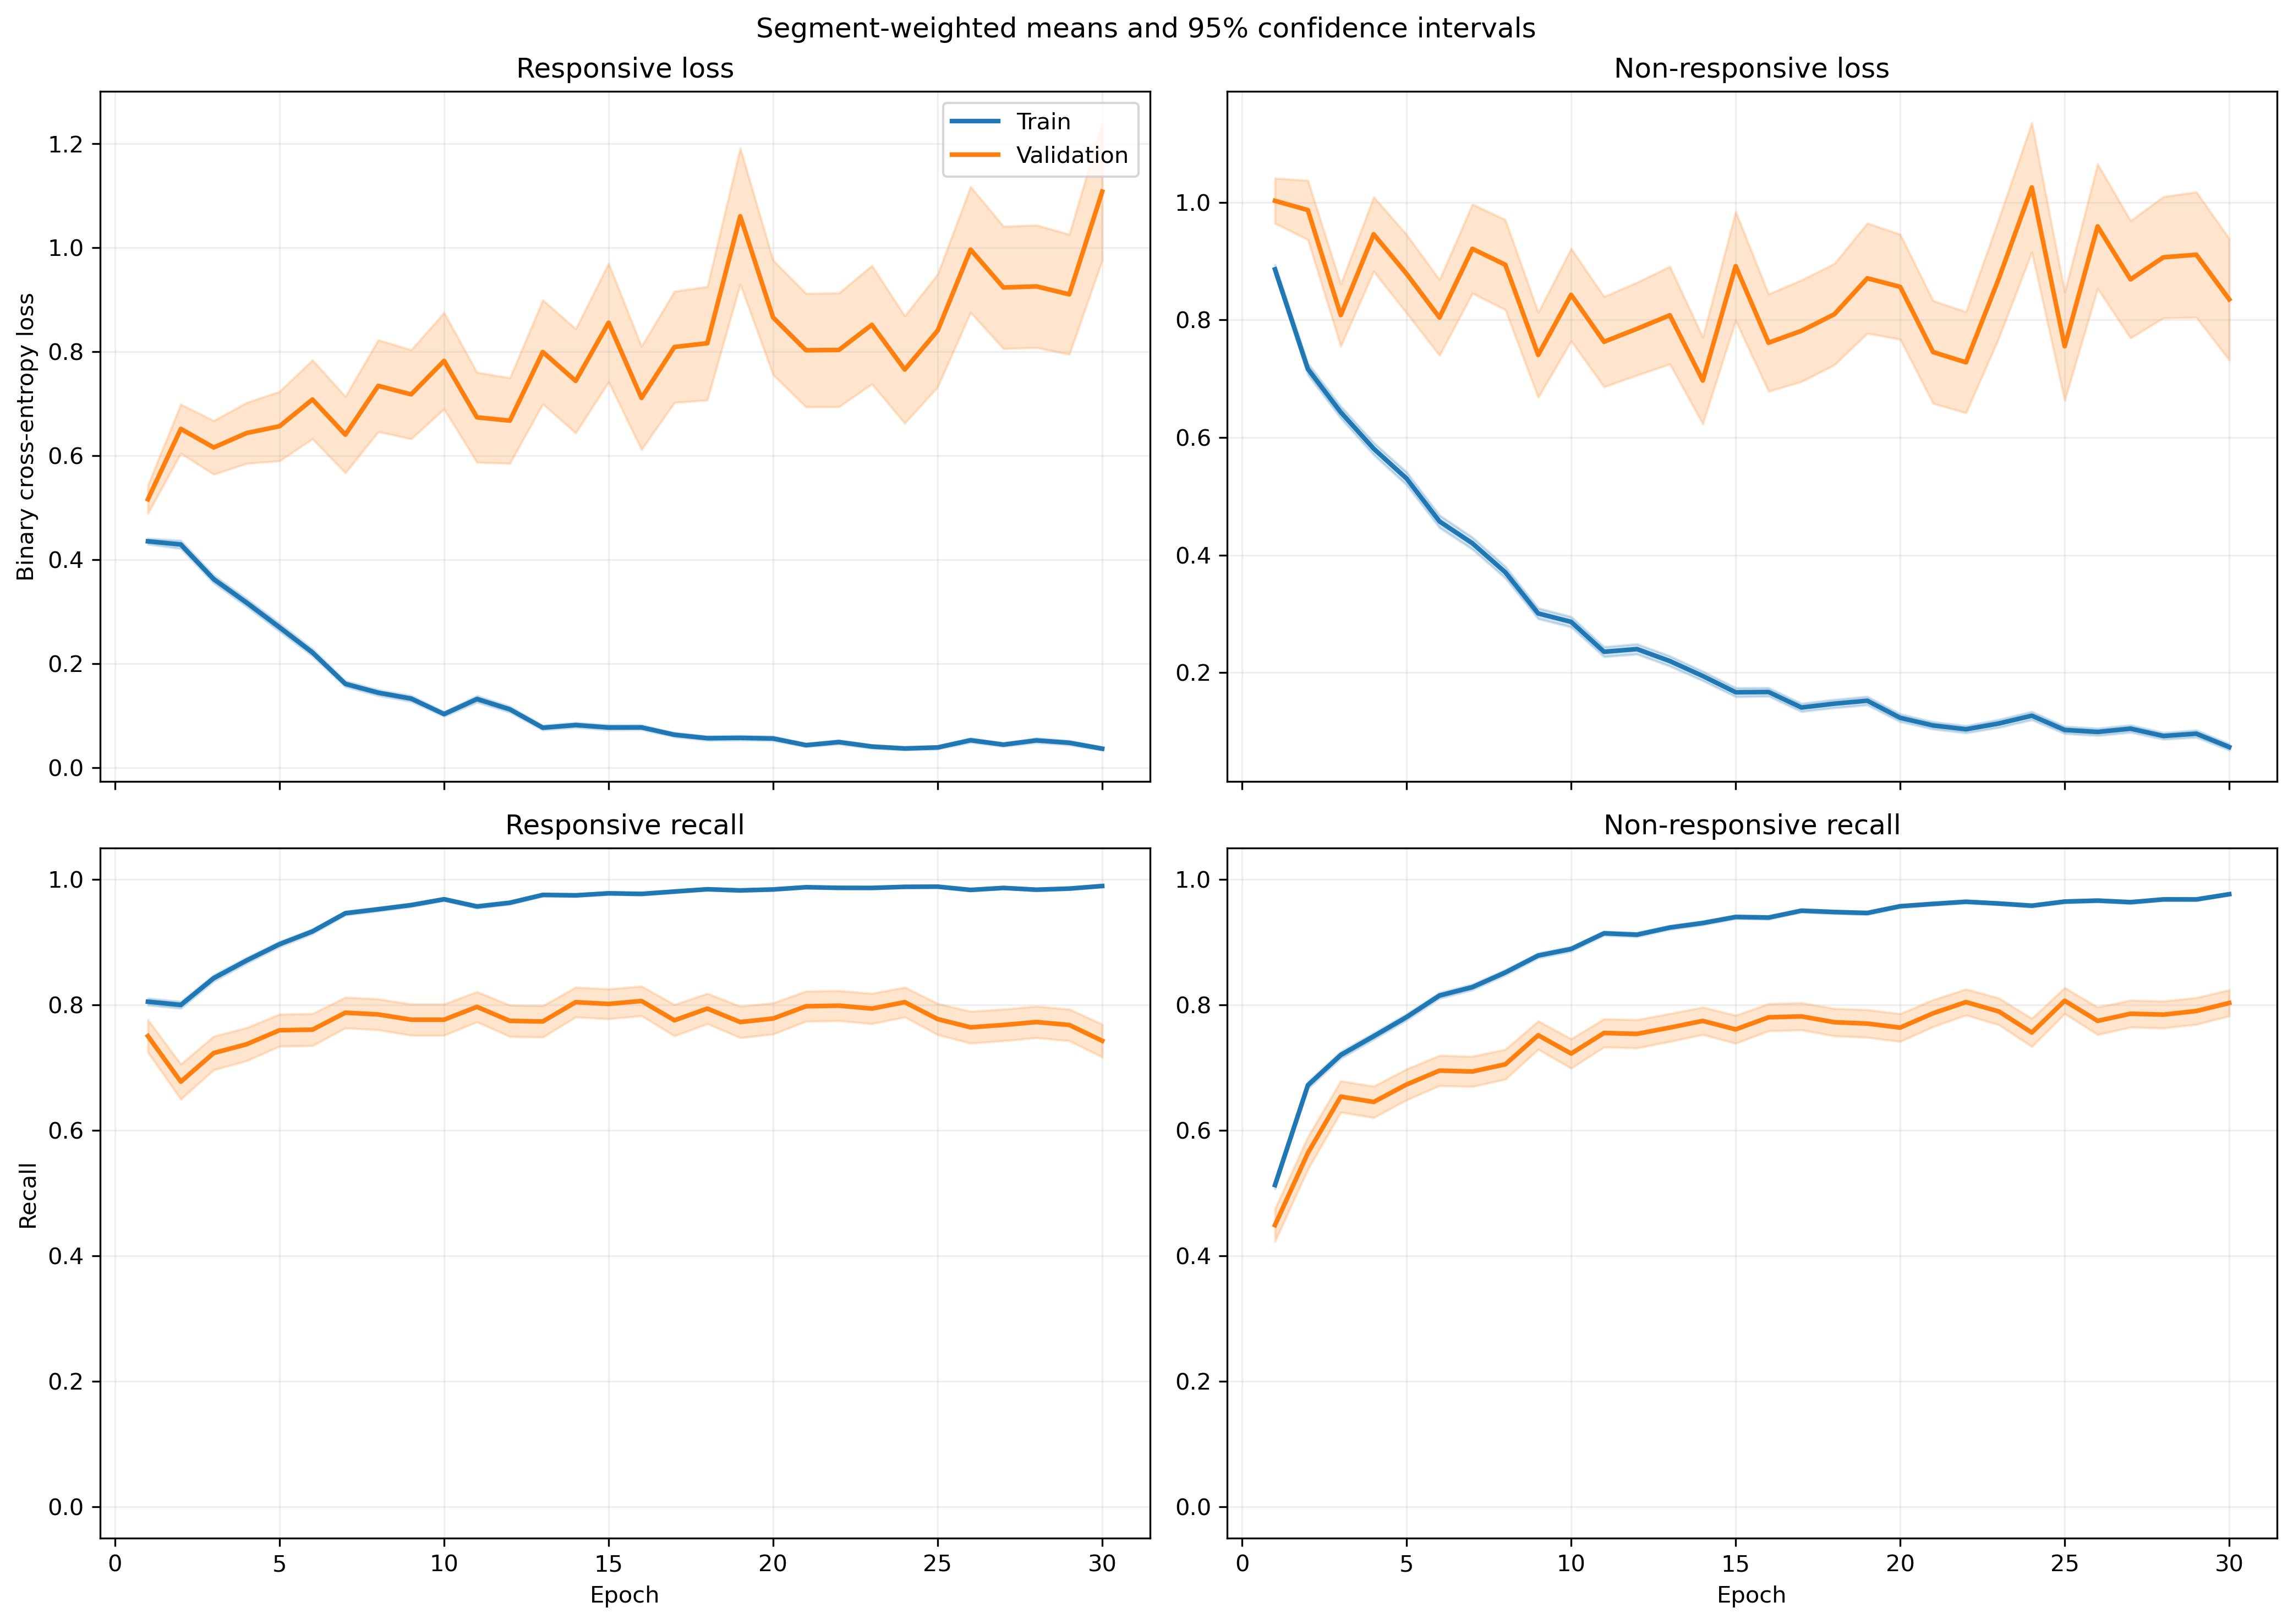 Segment-weighted means and 95% confidence intervals
Responsive loss
Non-responsive loss
Train
Validation
Binary cross-entropy loss
1.2
1.0
0.8
0.6
0.4
0.2
0.0
1.0
0.8
0.6
0.4
0.2
Responsive recall
Non-responsive recall
Recall
1.0
0.8
0.6
0.4
0.2
0.0
1.0
0.8
0.6
0.4
0.2
0.0
0 5 10 15 20 25 30
0 5 10 15 20 25 30
Epoch
Epoch